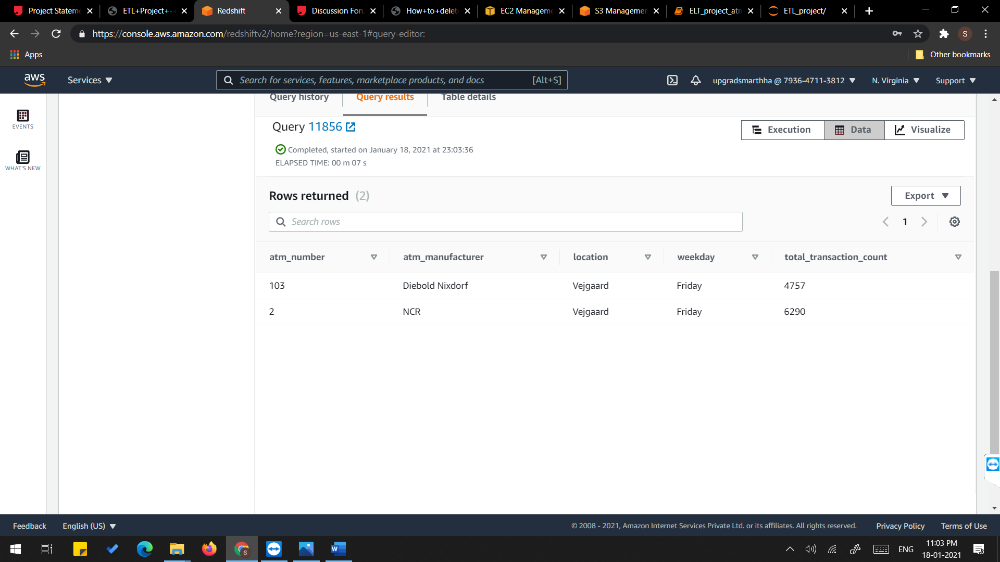 Project Stateme
ETL+Project+-+
Redshift
Discussion For
How+to+delet
EC2 Manageme
S3 Managemen
ELT_project_atm
ETL_project/
https://console.aws.amazon.com/redshiftv2/home?region=us-east-1#query-editor:
S
Apps
Other bookmarks
aws
Services
Search for services, features, marketplace products, and docs
[Alt+S]
upgradsmarthha @ 7936-4711-3812
N. Virginia
Support
EVENTS
WHAT'S NEW
Query history
Query results
Table details
Query 11856
Execution
Data
Visualize
Completed, started on January 18, 2021 at 23:03:36
ELAPSED TIME: 00 m 07 s
Rows returned (2)
Export
Search rows
1
atm_number atm_manufacturer location weekday total_transaction_count
103 Diebold Nixdorf Vejgaard Friday 4757
2 NCR Vejgaard Friday 6290
Feedback
English (US)
© 2008 - 2021, Amazon Internet Services Private Ltd. or its affiliates. All rights reserved.
Privacy Policy
Terms of Use
S
W
ENG
11:03 PM
18-01-2021